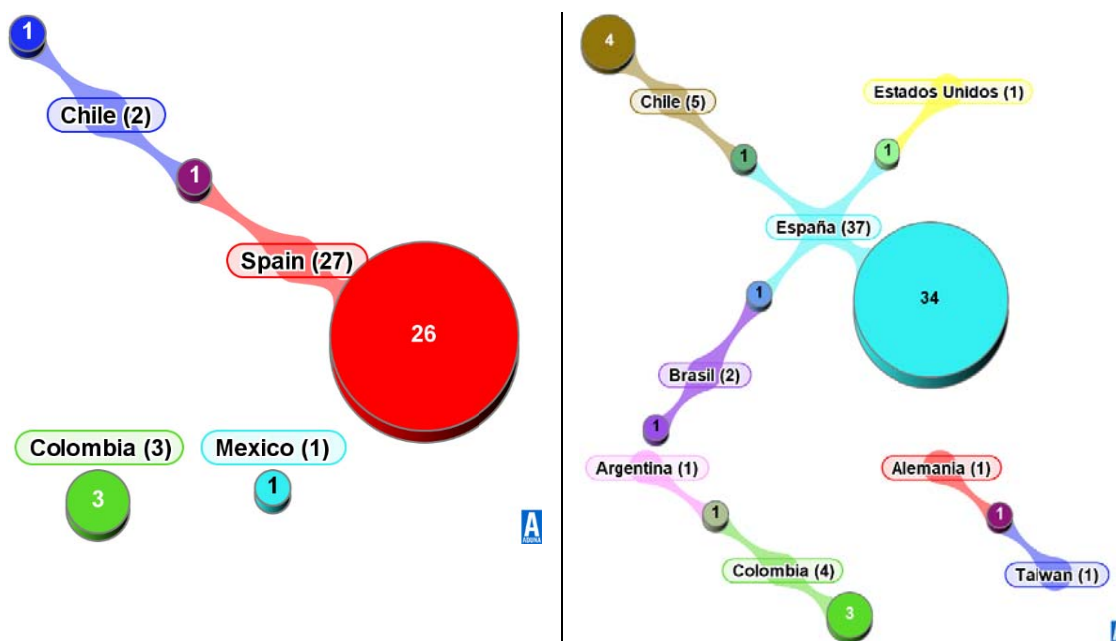 1
Chile (2)
1
Spain (27)
26
Colombia (3)
Mexico (1)
3
1
A
ADUNA
4
Chile (5)
Estados Unidos (1)
1
1
España (37)
34
1
Brasil (2)
1
Argentina (1)
Alemania (1)
1
1
Colombia (4)
Taiwan (1)
3